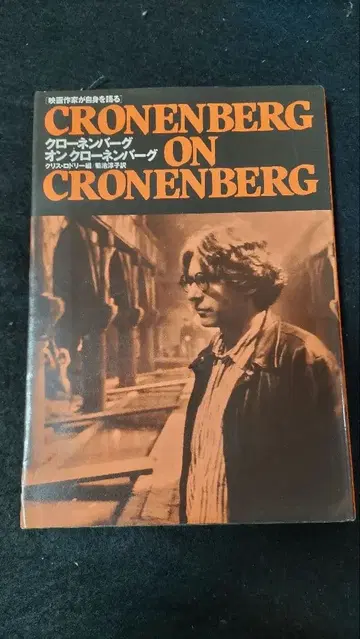 [映画作家が自身を語る]
CRONENBERG
クローネンバーグ
オン クローネンバーグ
ON
クリス・ロドリー編 菊池淳子訳
CRONENBERG